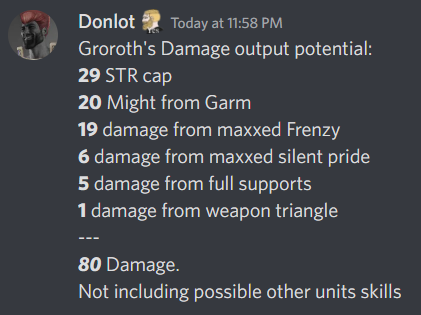 Donlot Today at 11:58 PM
Groroth's Damage output potential:
29 STR cap
20 Might from Garm
19 damage from maxxed Frenzy
6 damage from maxxed silent pride
5 damage from full supports
1 damage from weapon triangle
---
80 Damage.
Not including possible other units skills